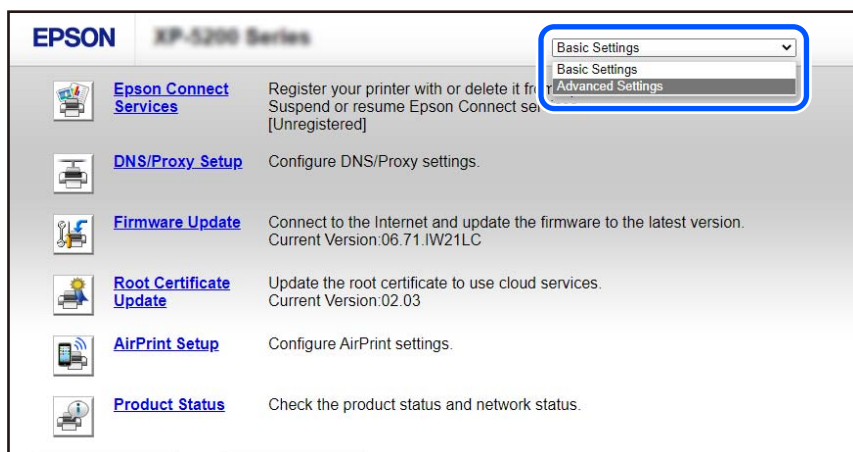 EPSON XP-5200 Series
Basic Settings
Basic Settings
Advanced Settings
Epson Connect Services
Register your printer with or delete it from
Suspend or resume Epson Connect
[Unregistered]
DNS/Proxy Setup
Configure DNS/Proxy settings.
Firmware Update
Connect to the Internet and update the firmware to the latest version.
Current Version:06.71.IW21LC
Root Certificate
Update
Update the root certificate to use cloud services.
Current Version:02.03
AirPrint Setup
Configure AirPrint settings.
Product Status
Check the product status and network status.